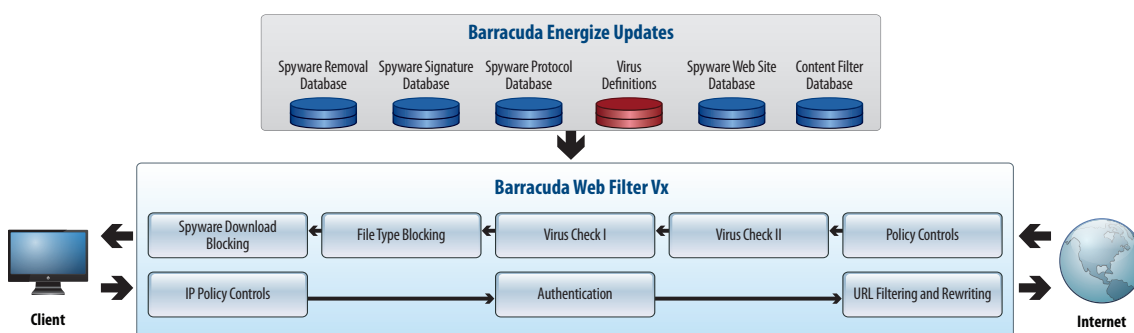 Barracuda Energize Updates
Spyware Removal
Database
Spyware Signature
Database
Spyware Protocol
Database
Virus
Definitions
Spyware Web Site
Database
Content Filter
Database
Barracuda Web Filter Vx
Spyware Download
Blocking
File Type Blocking
Virus Check I
Virus Check II
Policy Controls
IP Policy Controls
Authentication
URL Filtering and Rewriting
Client
Internet